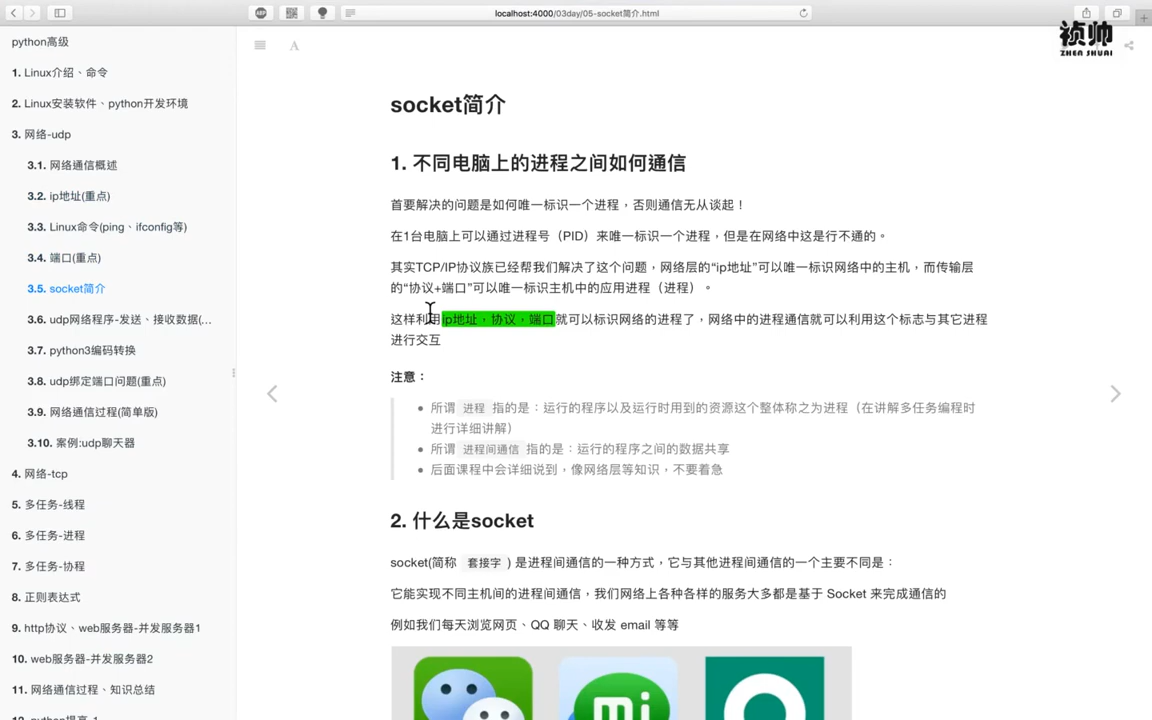 localhost:4000/03day/05-socket简介.html
ABP
祯帅
ZHEN SHUAI
python高级
1. Linux介绍、命令
2. Linux安装软件、python开发环境
3. 网络-udp
3.1. 网络通信概述
3.2. ip地址(重点)
3.3. Linux命令(ping、ifconfig等)
3.4. 端口(重点)
3.5. socket简介
3.6. udp网络程序-发送、接收数据(...
3.7. python3编码转换
3.8. udp绑定端口问题(重点)
3.9. 网络通信过程(简单版)
3.10. 案例:udp聊天器
4. 网络-tcp
5. 多任务-线程
6. 多任务-进程
7. 多任务-协程
8. 正则表达式
9. http协议、web服务器-并发服务器1
10. web服务器-并发服务器2
11. 网络通信过程、知识总结
12. python提高-1
A
socket简介
1. 不同电脑上的进程之间如何通信
首要解决的问题是如何唯一标识一个进程，否则通信无从谈起！
在1台电脑上可以通过进程号（PID）来唯一标识一个进程，但是在网络中这是行不通的。
其实TCP/IP协议族已经帮我们解决了这个问题，网络层的“ip地址”可以唯一标识网络中的主机，而传输层
的“协议+端口”可以唯一标识主机中的应用进程（进程）。
这样利用ip地址，协议，端口就可以标识网络的进程了，网络中的进程通信就可以利用这个标志与其它进程
进行交互
注意：
所谓 进程 指的是：运行的程序以及运行时用到的资源这个整体称之为进程（在讲解多任务编程时
进行详细讲解）
所谓 进程间通信 指的是：运行的程序之间的数据共享
后面课程中会详细说到，像网络层等知识，不要着急
2. 什么是socket
socket(简称 套接字 ) 是进程间通信的一种方式，它与其他进程间通信的一个主要不同是：
它能实现不同主机间的进程间通信，我们网络上各种各样的服务大多都是基于 Socket 来完成通信的
例如我们每天浏览网页、QQ 聊天、收发 email 等等
mi